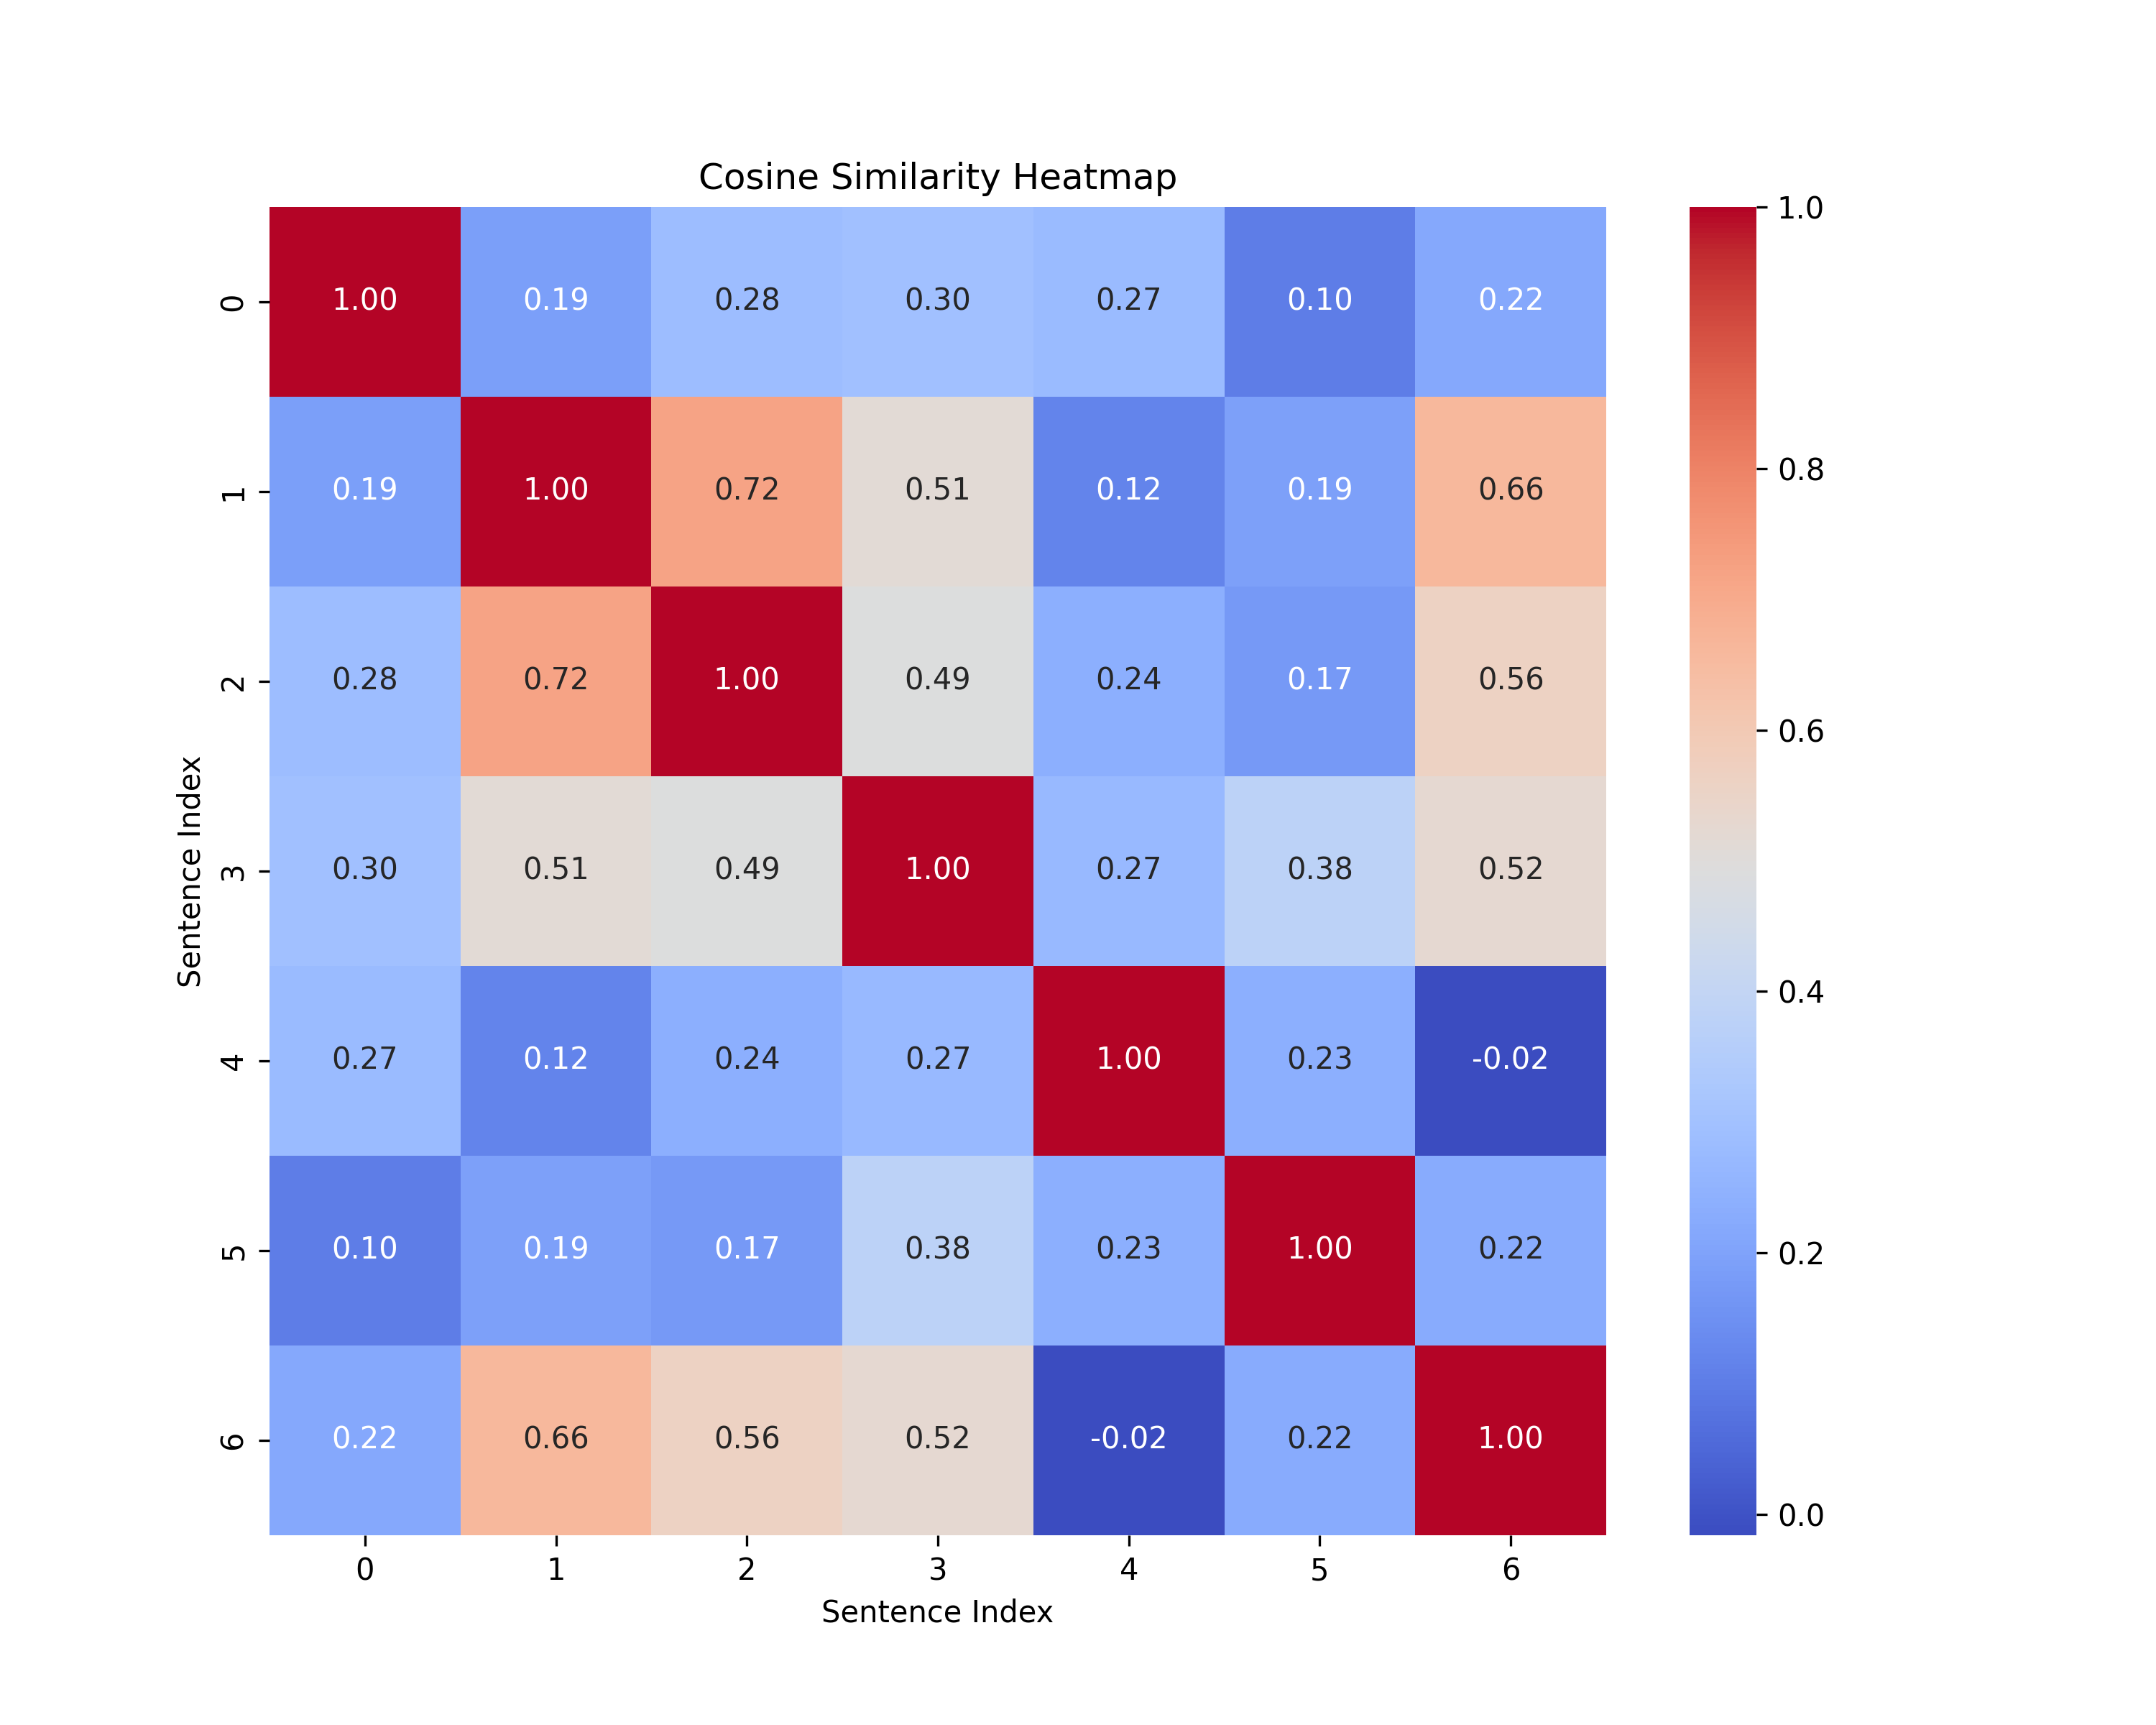 Cosine Similarity Heatmap
0 1.00 0.19 0.28 0.30 0.27 0.10 0.22
1 0.19 1.00 0.72 0.51 0.12 0.19 0.66
2 0.28 0.72 1.00 0.49 0.24 0.17 0.56
3 0.30 0.51 0.49 1.00 0.27 0.38 0.52
4 0.27 0.12 0.24 0.27 1.00 0.23 -0.02
5 0.10 0.19 0.17 0.38 0.23 1.00 0.22
6 0.22 0.66 0.56 0.52 -0.02 0.22 1.00
0 1 2 3 4 5 6
Sentence Index
Sentence Index
1.0
0.8
0.6
0.4
0.2
0.0